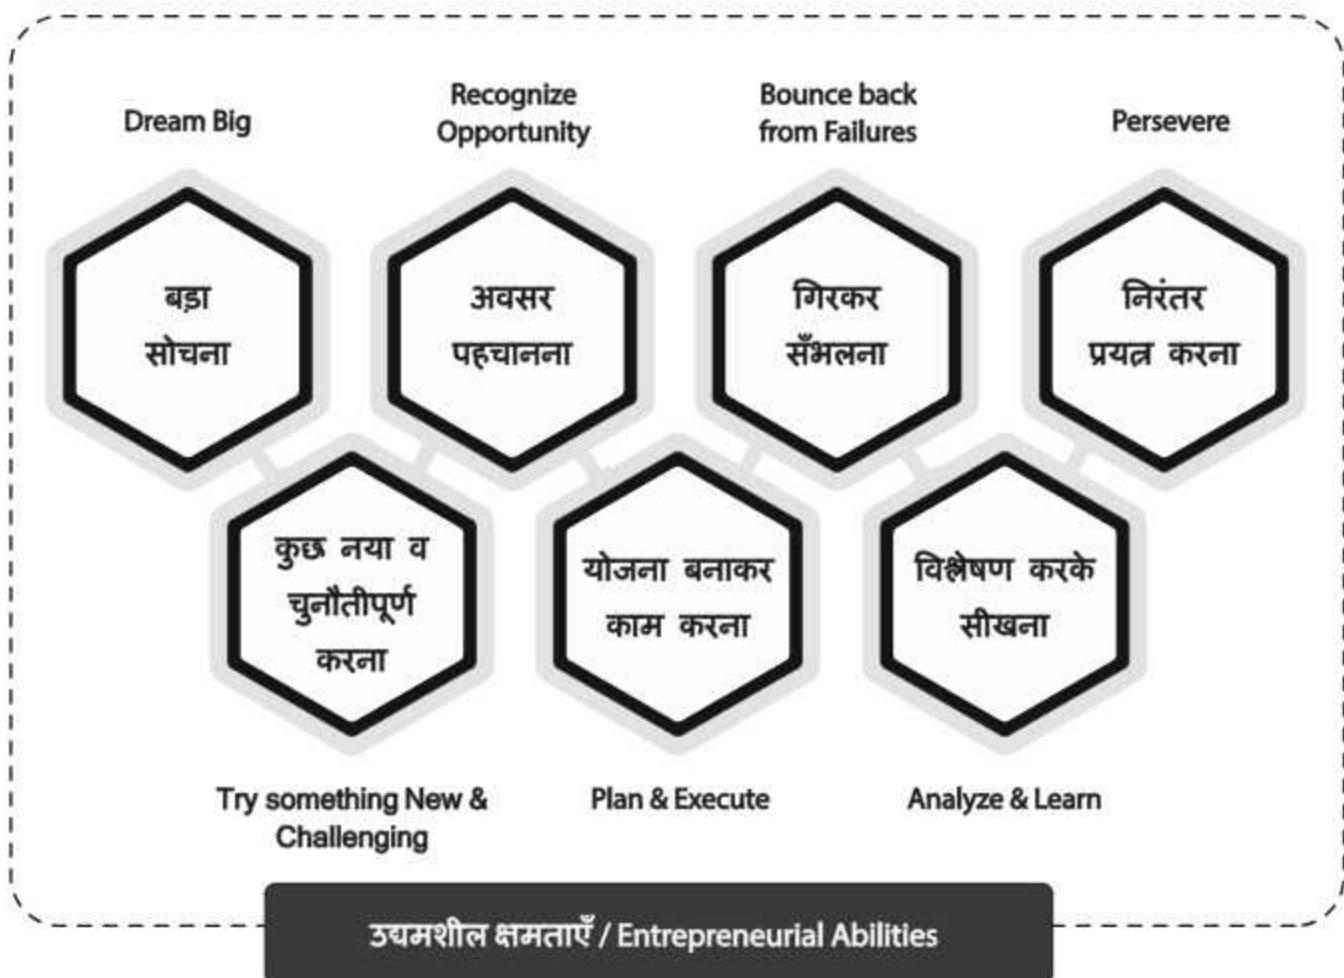 Dream Big
Recognize
Opportunity
Bounce back
from Failures
Persevere
बड़ा
सोचना
अवसर
पहचानना
गिरकर
सँभलना
निरंतर
प्रयत्न करना
कुछ नया व
चुनौतीपूर्ण
करना
योजना बनाकर
काम करना
विश्लेषण करके
सीखना
Try something New &
Challenging
Plan & Execute
Analyze & Learn
उद्यमशील क्षमताएँ / Entrepreneurial Abilities